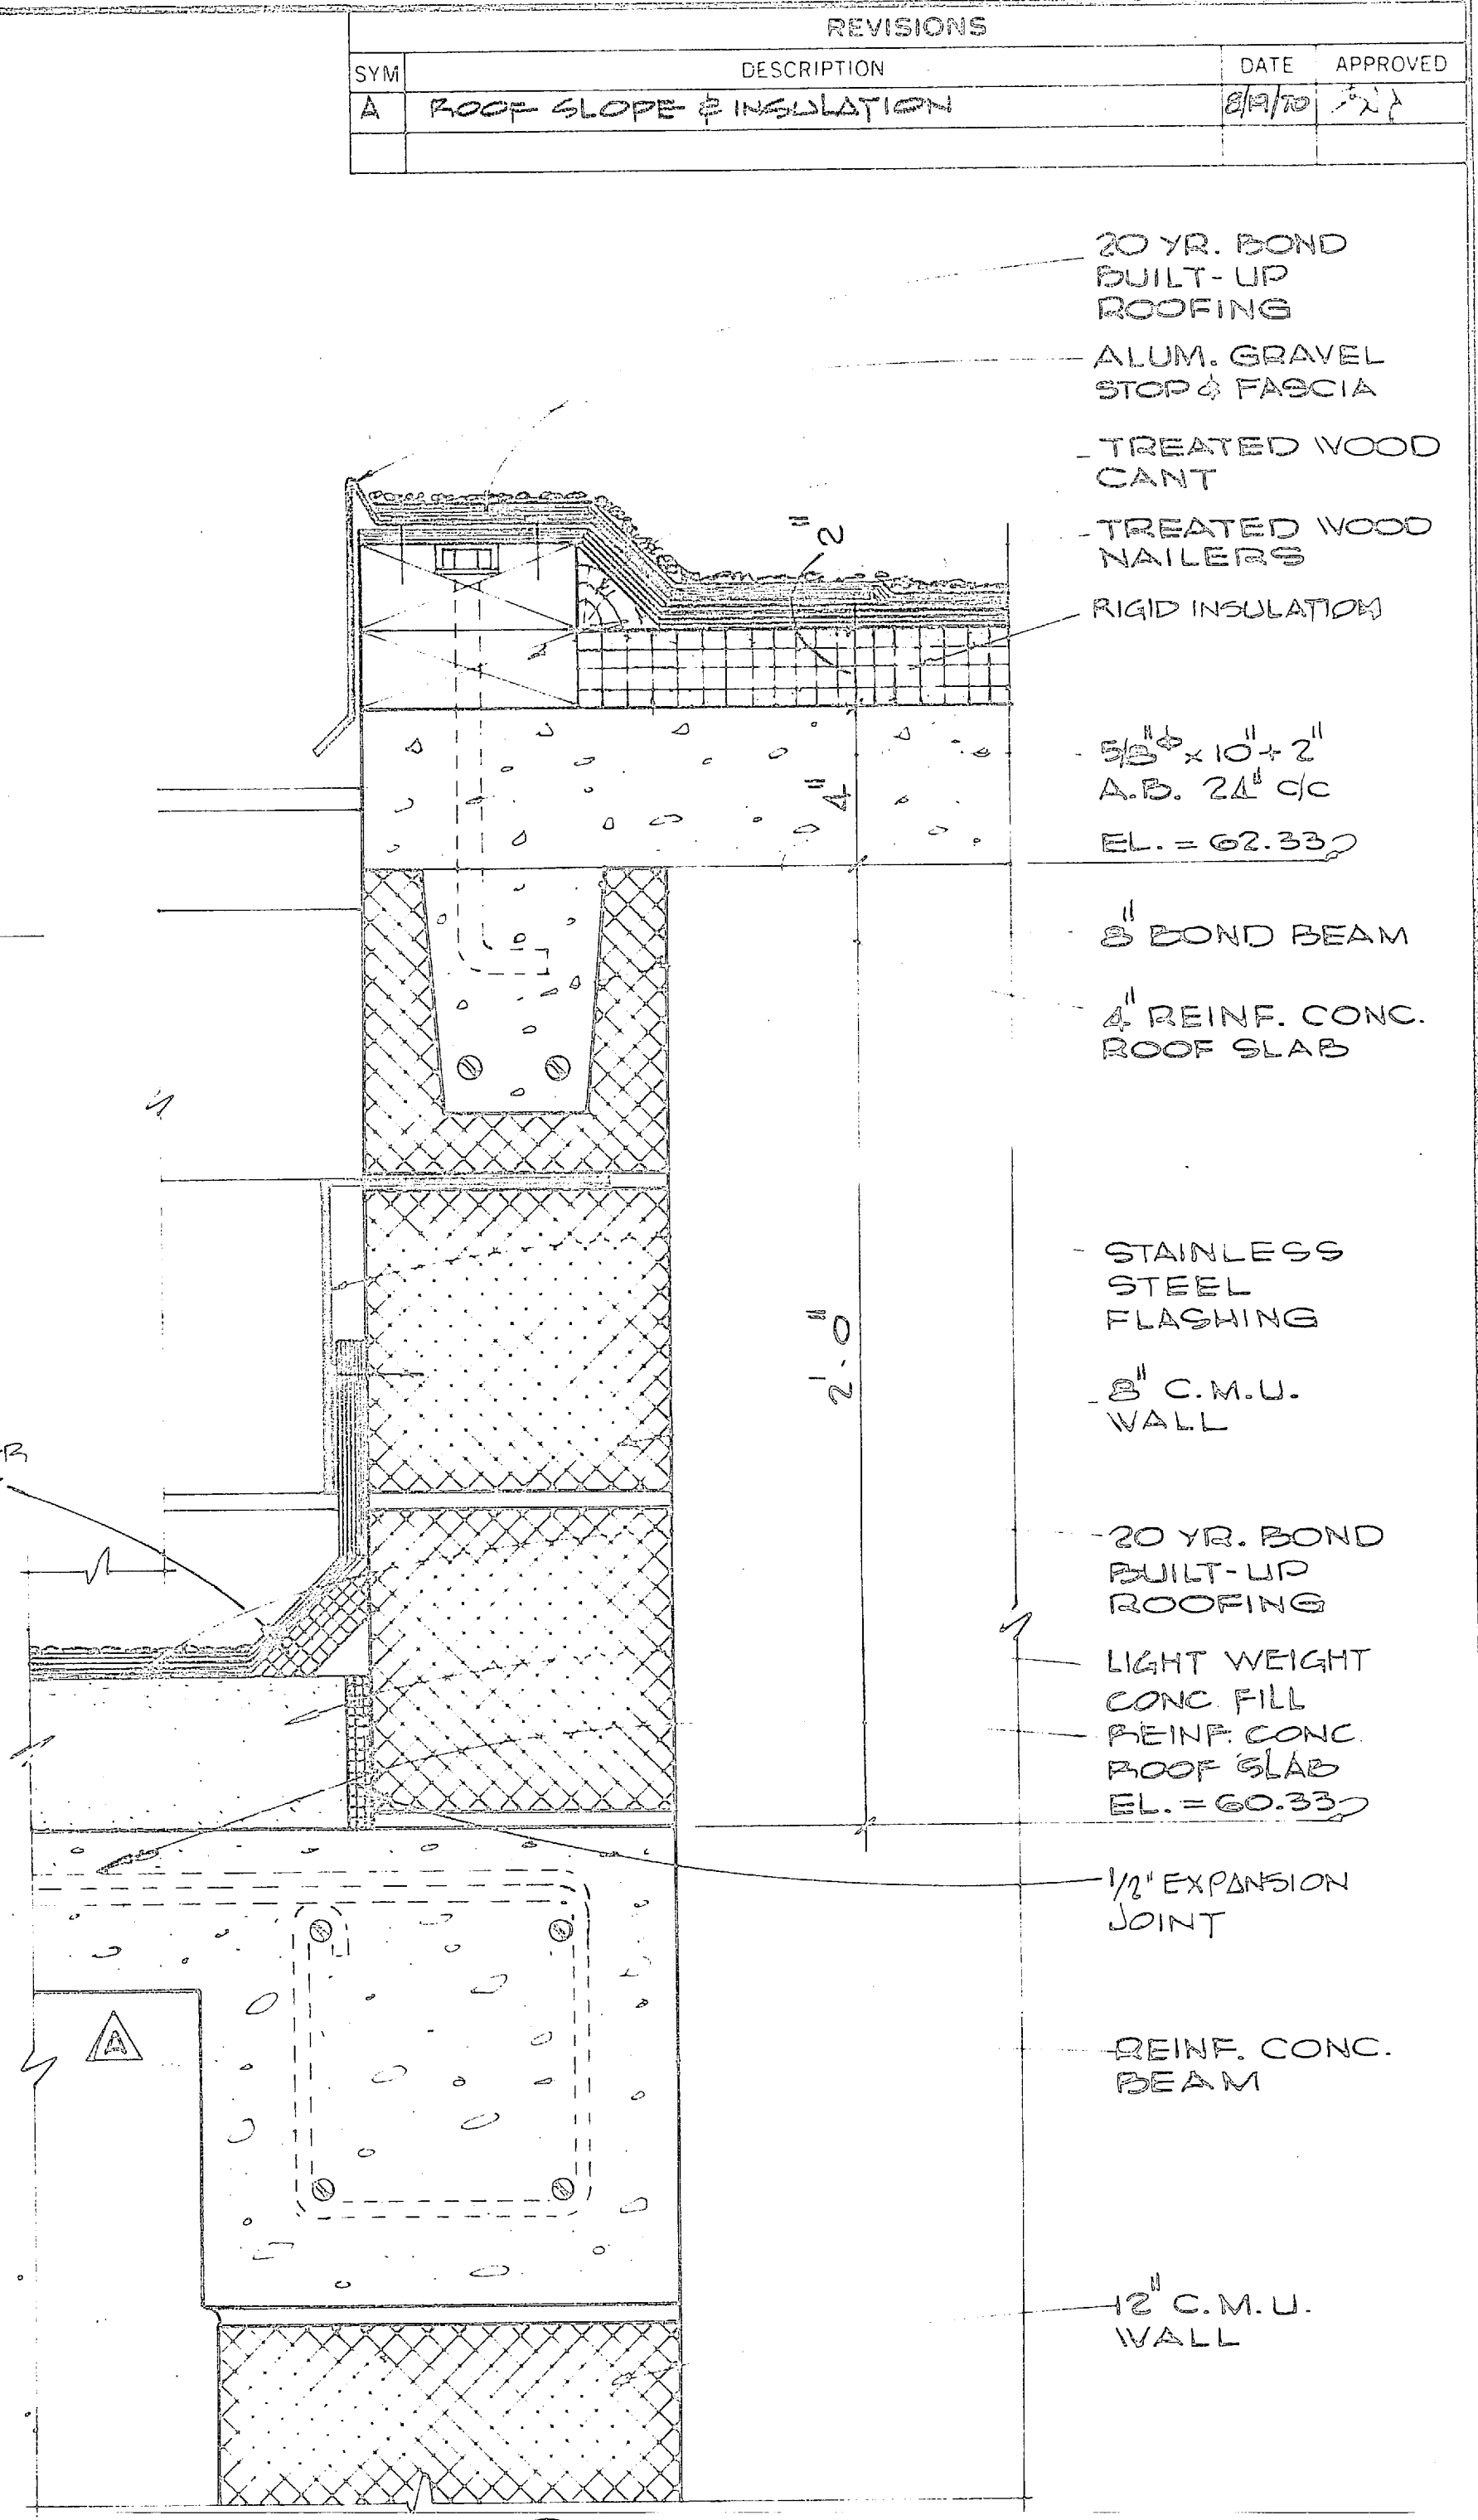 REVISIONS
SYM DESCRIPTION DATE APPROVED
A ROOF SLOPE & INSULATION 8/19/70
20 YR. BOND
BUILT-UP
ROOFING
ALUM. GRAVEL
STOP & FASCIA
TREATED WOOD
CANT
TREATED WOOD
NAILERS
2"
RIGID INSULATION
5/8"⌀ x 10" + 2"
A.B. 24" c/c
4"
EL. = 62.33
8" BOND BEAM
4" REINF. CONC.
ROOF SLAB
STAINLESS
STEEL
FLASHING
2'-0"
8" C.M.U.
WALL
R
20 YR. BOND
BUILT-UP
ROOFING
LIGHT WEIGHT
CONC. FILL
REINF. CONC.
ROOF SLAB
EL. = 60.33
1/2" EXPANSION
JOINT
A
REINF. CONC.
BEAM
12" C.M.U.
WALL